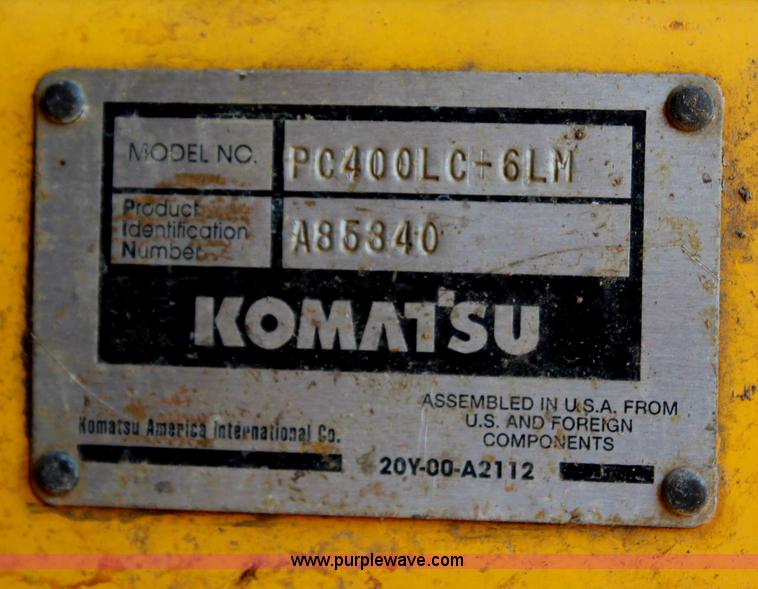 MODEL NO. PC400LC-6LM
Product
Identification
Number A85340
KOMATSU
ASSEMBLED IN U.S.A. FROM
U.S. AND FOREIGN
COMPONENTS
Komatsu America International Co.
20Y-00-A2112
www.purplewave.com